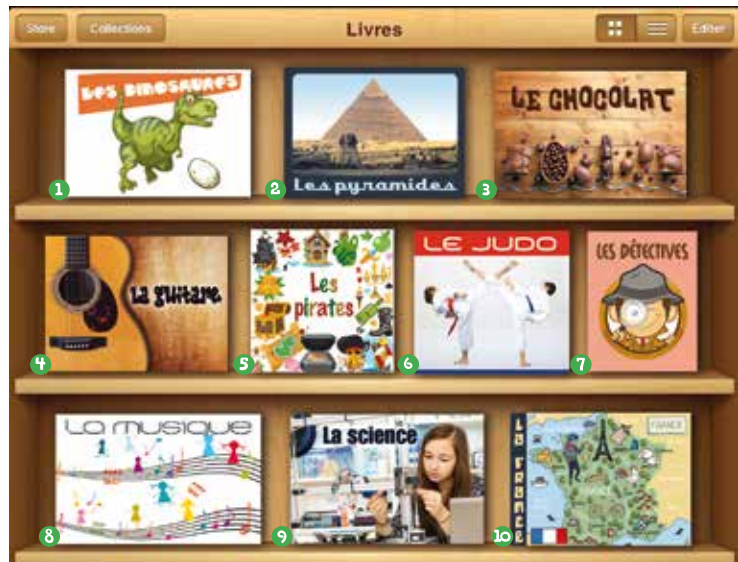 Store
Collections
Livres
Editer
Les Dinosaures
1
Les pyramides
2
LE CHOCOLAT
3
La guitare
4
Les
pirates
5
LE JUDO
6
LES DÉTECTIVES
7
La musique
8
La science
9
La France
FRANCE
10